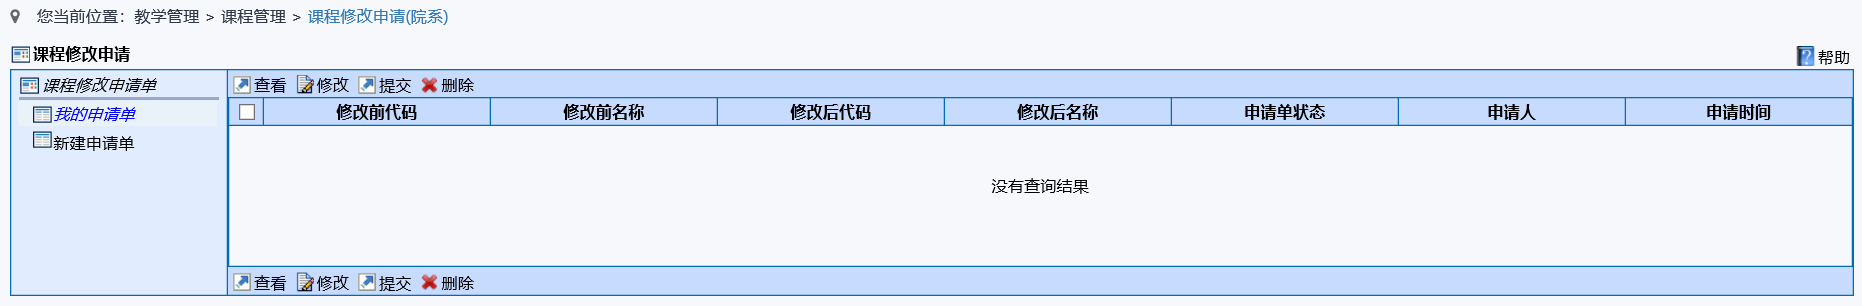 您当前位置：教学管理 > 课程管理 > 课程修改申请(院系)
课程修改申请
帮助
课程修改申请单
我的申请单
新建申请单
查看 修改 提交 删除
修改前代码 修改前名称 修改后代码 修改后名称 申请单状态 申请人 申请时间
没有查询结果
查看 修改 提交 删除